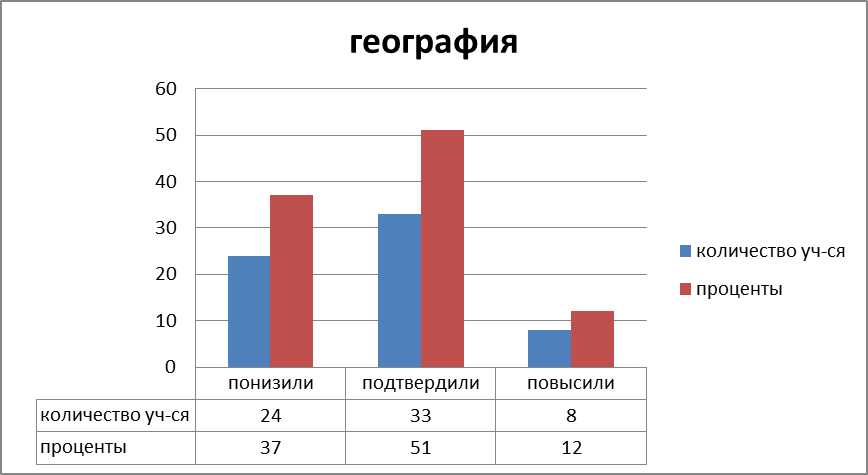 география
60
50
40
30
20
10
0
количество уч-ся
проценты
понизили подтвердили повысили
количество уч-ся 24 33 8
проценты 37 51 12